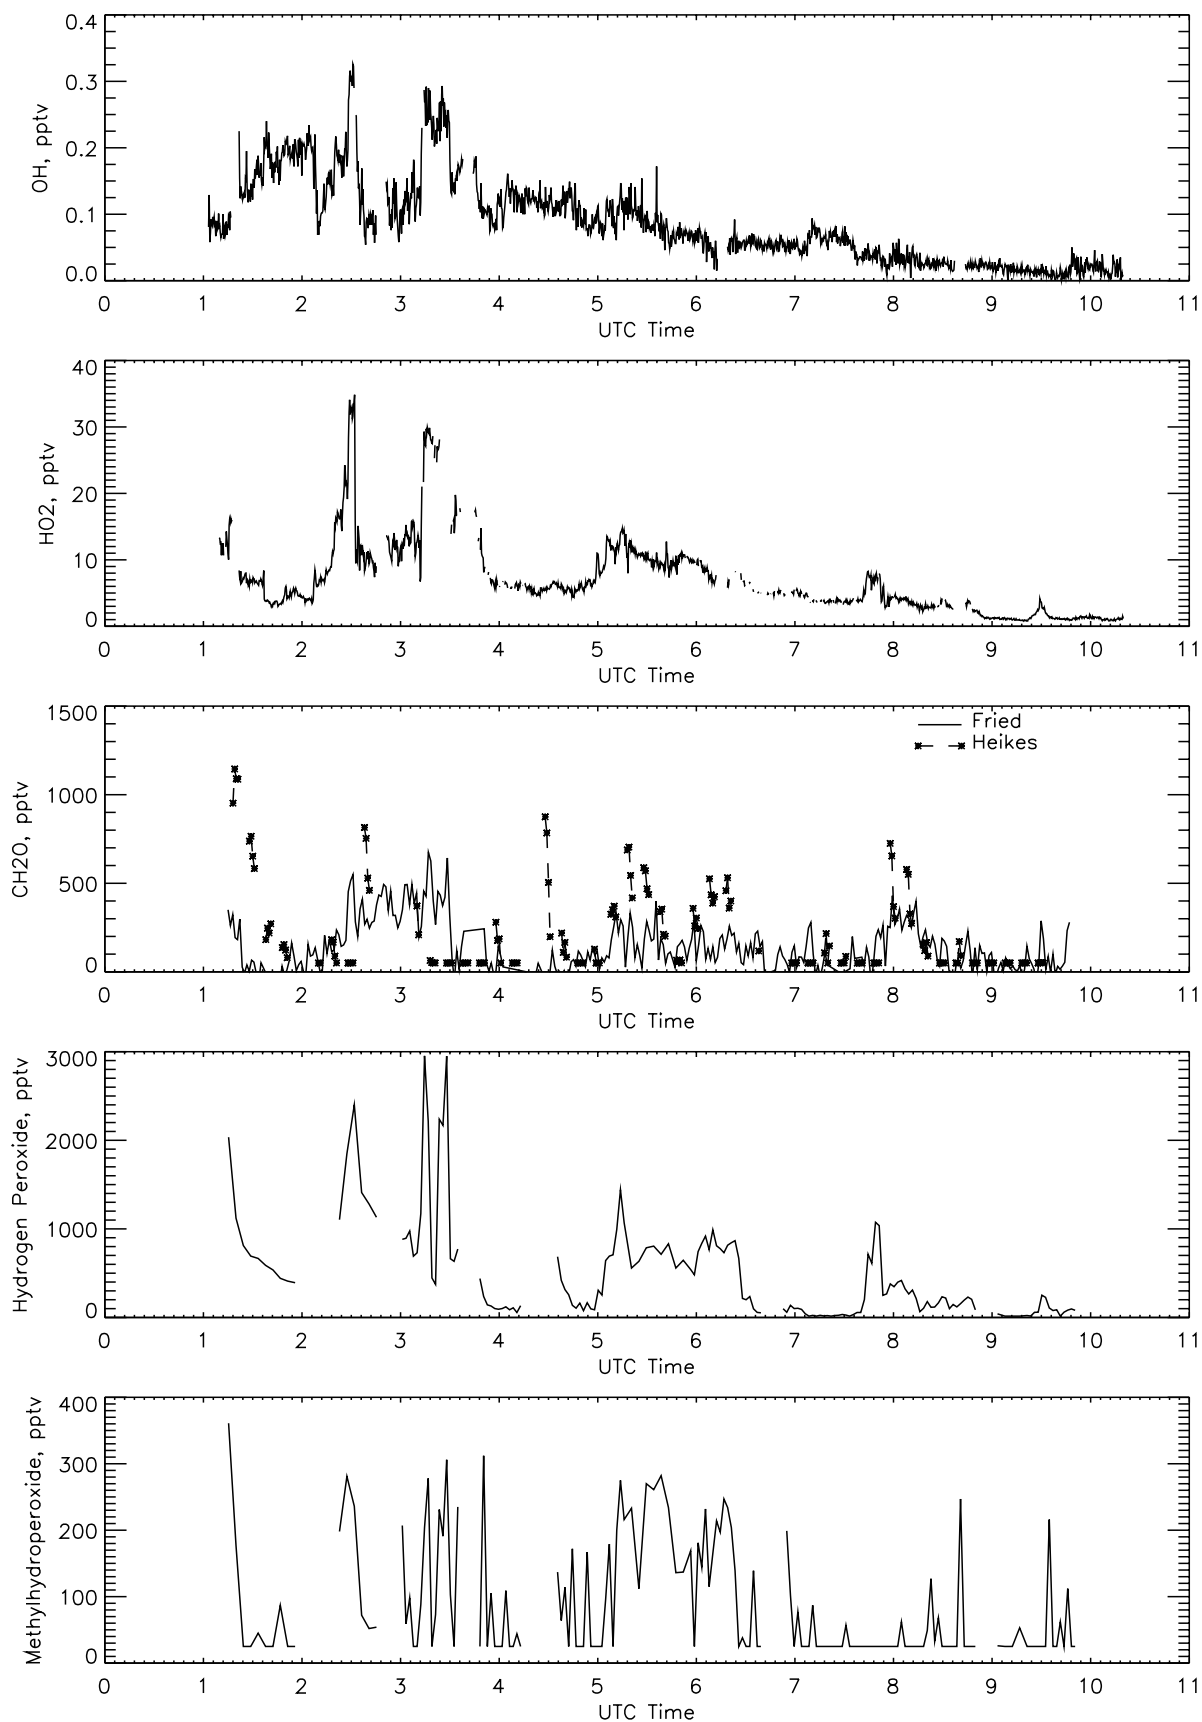 0.4
0.3
0.2
0.1
0.0
OH, pptv
0 1 2 3 4 5 6 7 8 9 10 11
UTC Time
40
30
20
10
0
HO2, pptv
0 1 2 3 4 5 6 7 8 9 10 11
UTC Time
1500
1000
500
0
CH2O, pptv
Fried
Heikes
0 1 2 3 4 5 6 7 8 9 10 11
UTC Time
3000
2000
1000
0
Hydrogen Peroxide, pptv
0 1 2 3 4 5 6 7 8 9 10 11
UTC Time
400
300
200
100
0
Methylhydroperoxide, pptv
0 1 2 3 4 5 6 7 8 9 10 11
UTC Time